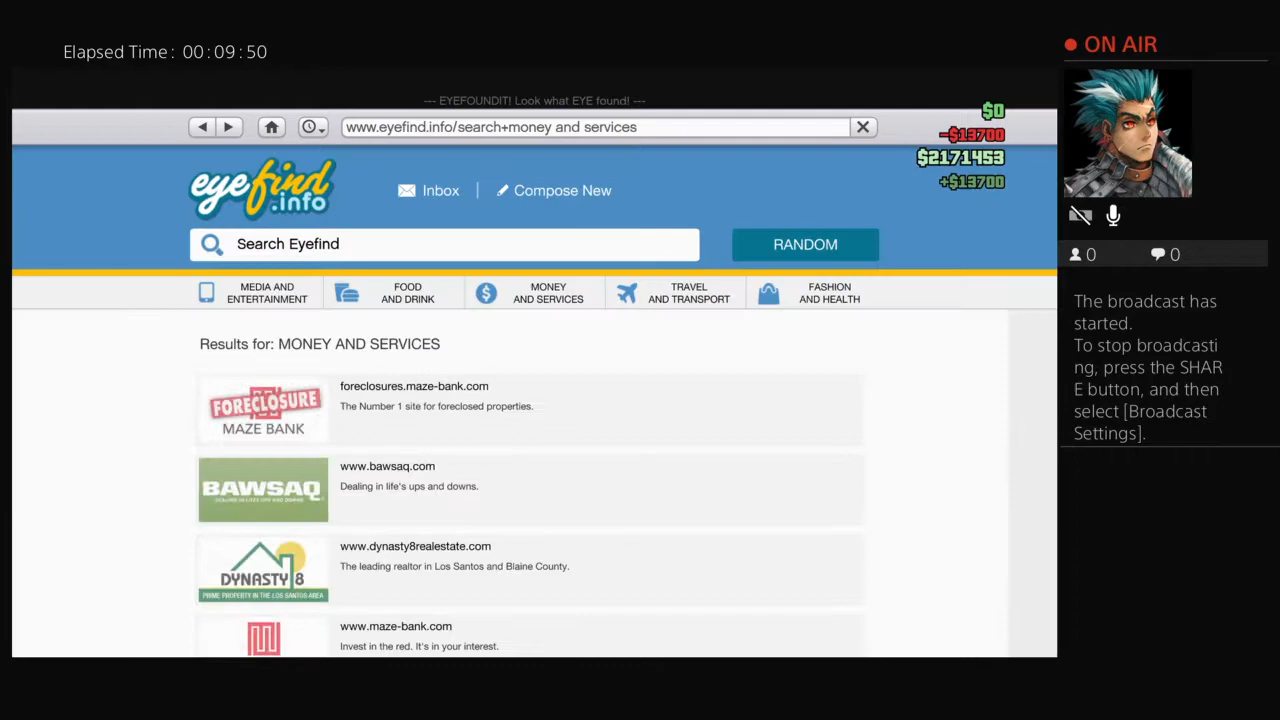 Elapsed Time: 00:09:50
ON AIR
--- EYEFOUNDIT! Look what EYE found! ---
www.eyefind.info/search+money and services
$0
-$13700
$2171453
+$13700
eyefind
.info
Inbox
Compose New
Search Eyefind
RANDOM
MEDIA AND
ENTERTAINMENT
FOOD
AND DRINK
MONEY
AND SERVICES
TRAVEL
AND TRANSPORT
FASHION
AND HEALTH
Results for: MONEY AND SERVICES
FORECLOSURE
MAZE BANK
foreclosures.maze-bank.com
The Number 1 site for foreclosed properties.
BAWSAQ
DEALING IN LIFE'S UPS AND DOWNS
www.bawsaq.com
Dealing in life's ups and downs.
DYNASTY 8
PRIME PROPERTY IN THE LOS SANTOS AREA
www.dynasty8realestate.com
The leading realtor in Los Santos and Blaine County.
www.maze-bank.com
Invest in the red. It's in your interest.
0
0
The broadcast has
started.
To stop broadcasti
ng, press the SHAR
E button, and then
select [Broadcast
Settings].